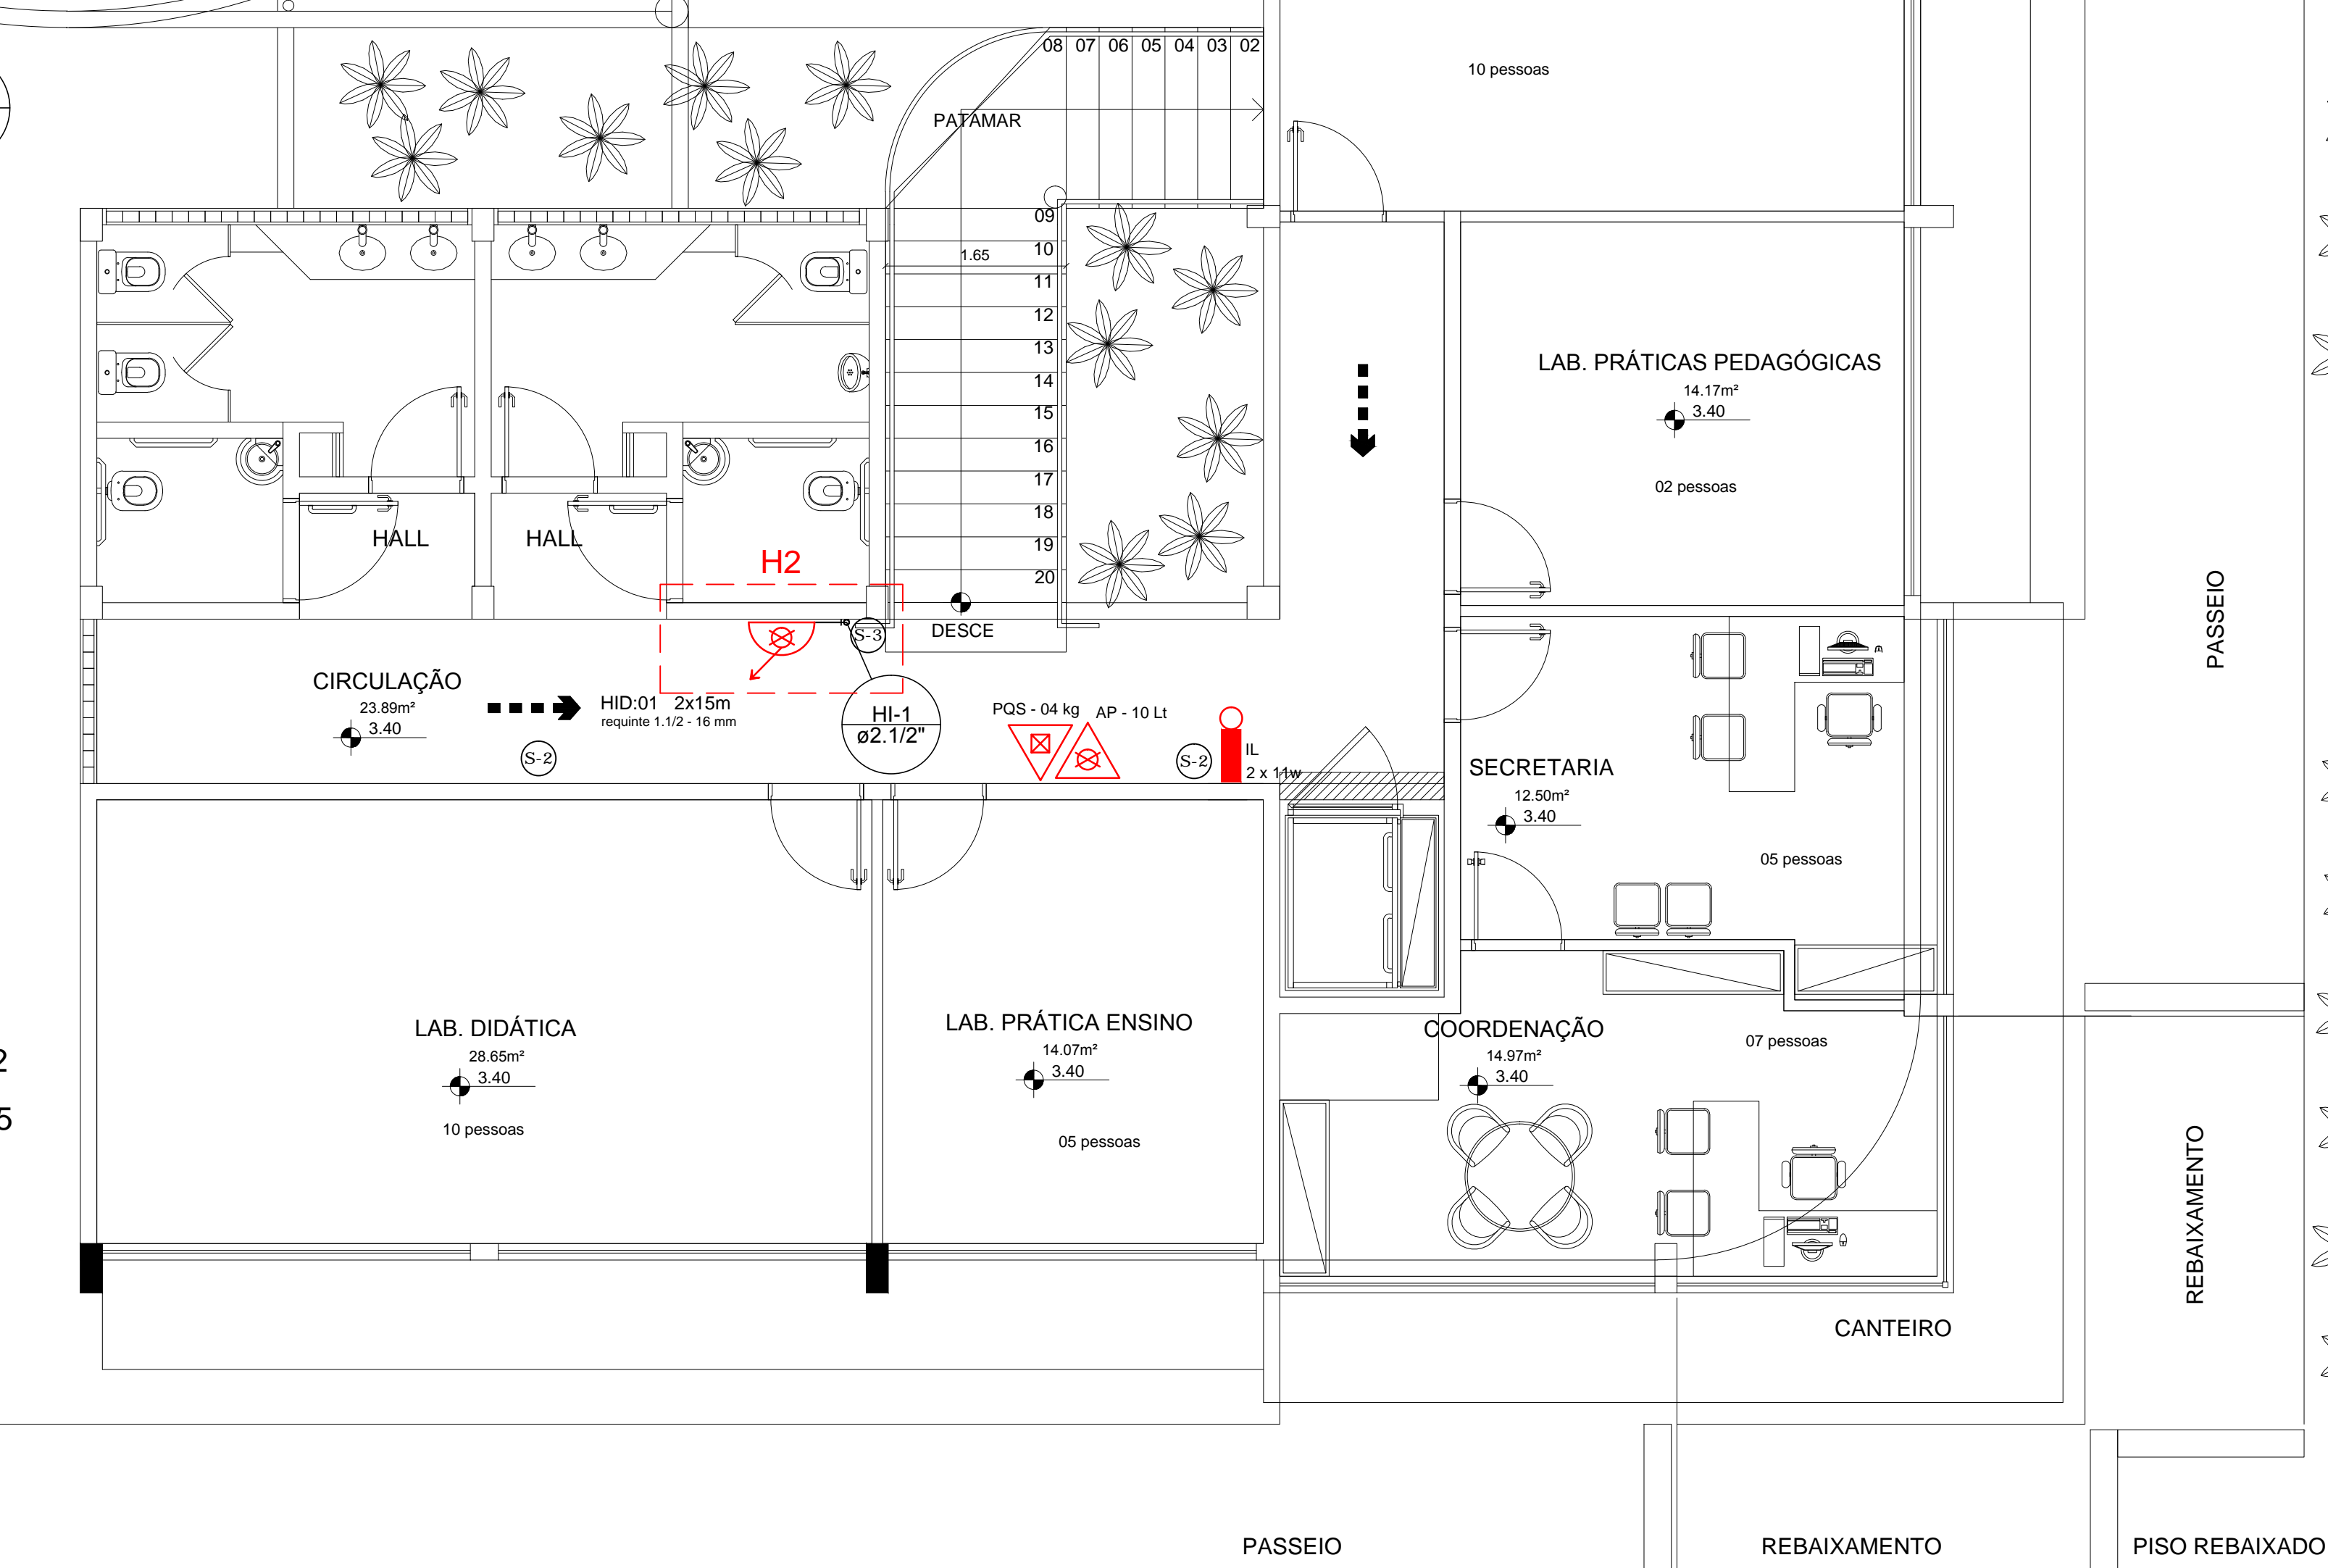 08 07 06 05 04 03 02
10 pessoas
PATAMAR
09
1.65
10
11
12
13
14
15
16
17
18
19
20
DESCE
LAB. PRÁTICAS PEDAGÓGICAS
14.17m²
3.40
02 pessoas
HALL
HALL
H2
S-3
CIRCULAÇÃO
23.89m²
3.40
HID:01 2x15m
requinte 1.1/2 - 16 mm
S-2
HI-1
ø2.1/2"
PQS - 04 kg
AP - 10 Lt
S-2
IL
2 x 11w
SECRETARIA
12.50m²
3.40
05 pessoas
PASSEIO
LAB. DIDÁTICA
28.65m²
3.40
10 pessoas
LAB. PRÁTICA ENSINO
14.07m²
3.40
05 pessoas
COORDENAÇÃO
14.97m²
3.40
07 pessoas
2
5
REBAIXAMENTO
CANTEIRO
PASSEIO
REBAIXAMENTO
PISO REBAIXADO